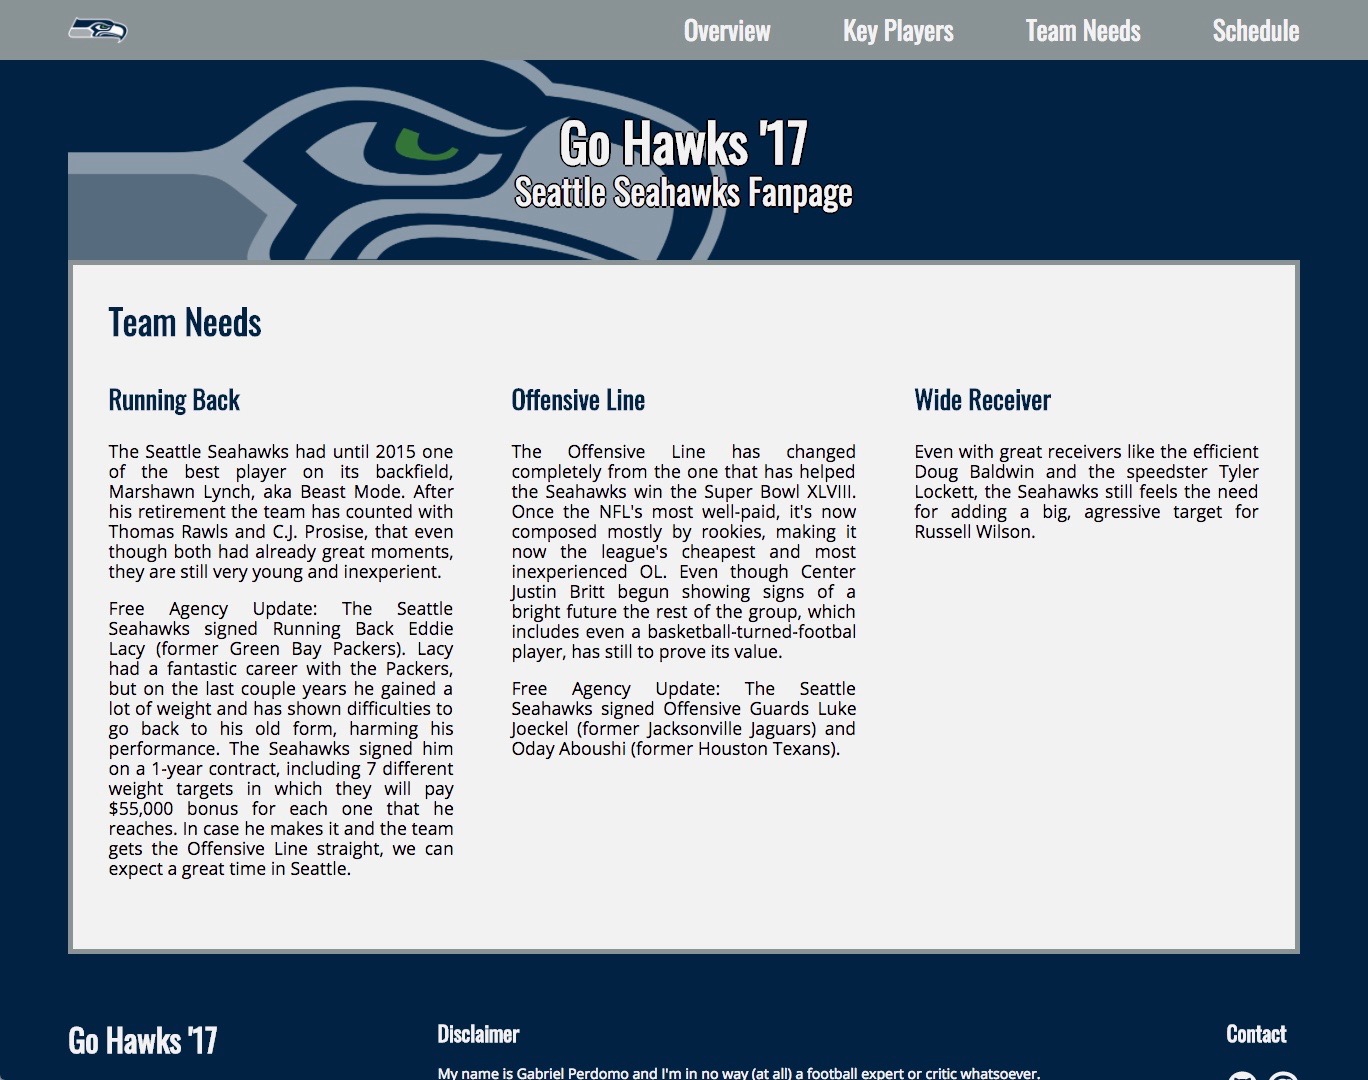 Overview Key Players Team Needs Schedule
Go Hawks '17
Seattle Seahawks Fanpage
Team Needs
Running Back
The Seattle Seahawks had until 2015 one
of the best player on its backfield,
Marshawn Lynch, aka Beast Mode. After
his retirement the team has counted with
Thomas Rawls and C.J. Prosise, that even
though both had already great moments,
they are still very young and inexperient.
Free Agency Update: The Seattle
Seahawks signed Running Back Eddie
Lacy (former Green Bay Packers). Lacy
had a fantastic career with the Packers,
but on the last couple years he gained a
lot of weight and has shown difficulties to
go back to his old form, harming his
performance. The Seahawks signed him
on a 1-year contract, including 7 different
weight targets in which they will pay
$55,000 bonus for each one that he
reaches. In case he makes it and the team
gets the Offensive Line straight, we can
expect a great time in Seattle.
Offensive Line
The Offensive Line has changed
completely from the one that has helped
the Seahawks win the Super Bowl XLVIII.
Once the NFL's most well-paid, it's now
composed mostly by rookies, making it
now the league's cheapest and most
inexperienced OL. Even though Center
Justin Britt begun showing signs of a
bright future the rest of the group, which
includes even a basketball-turned-footbal
player, has still to prove its value.
Free Agency Update: The Seattle
Seahawks signed Offensive Guards Luke
Joeckel (former Jacksonville Jaguars) and
Oday Aboushi (former Houston Texans).
Wide Receiver
Even with great receivers like the efficient
Doug Baldwin and the speedster Tyler
Lockett, the Seahawks still feels the need
for adding a big, agressive target for
Russell Wilson.
Go Hawks '17
Disclaimer
My name is Gabriel Perdomo and I'm in no way (at all) a football expert or critic whatsoever.
Contact